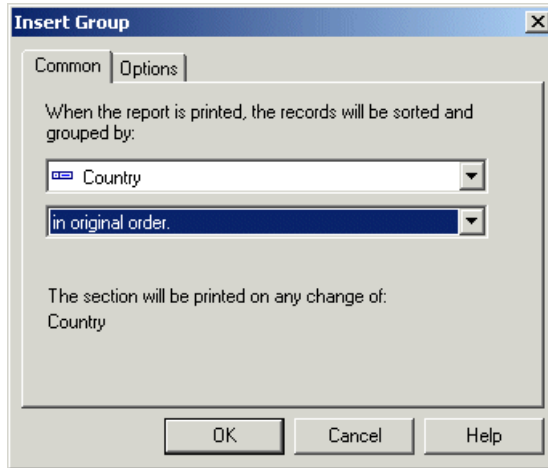 Insert Group
Common
Options
When the report is printed, the records will be sorted and
grouped by:
Country
in original order.
The section will be printed on any change of:
Country
OK
Cancel
Help